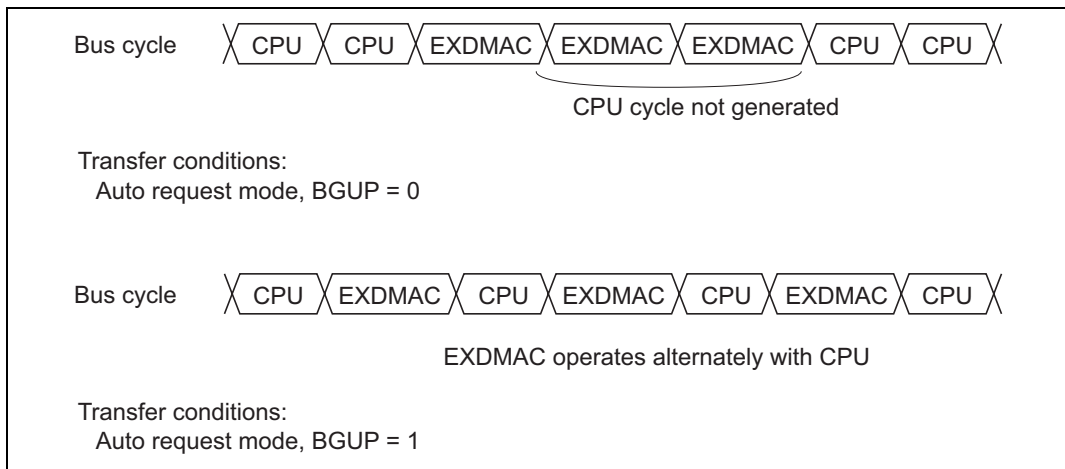 Bus cycle CPU CPU EXDMAC EXDMAC EXDMAC CPU CPU
CPU cycle not generated
Transfer conditions:
Auto request mode, BGUP = 0
Bus cycle CPU EXDMAC CPU EXDMAC CPU EXDMAC CPU
EXDMAC operates alternately with CPU
Transfer conditions:
Auto request mode, BGUP = 1